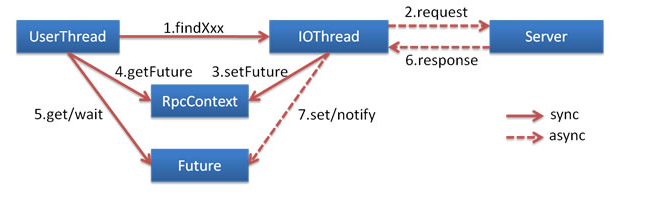 2.request
1.findXxx
UserThread
IOThread
Server
6.response
4.getFuture
3.setFuture
RpcContext
5.get/wait
7.set/notify
sync
async
Future